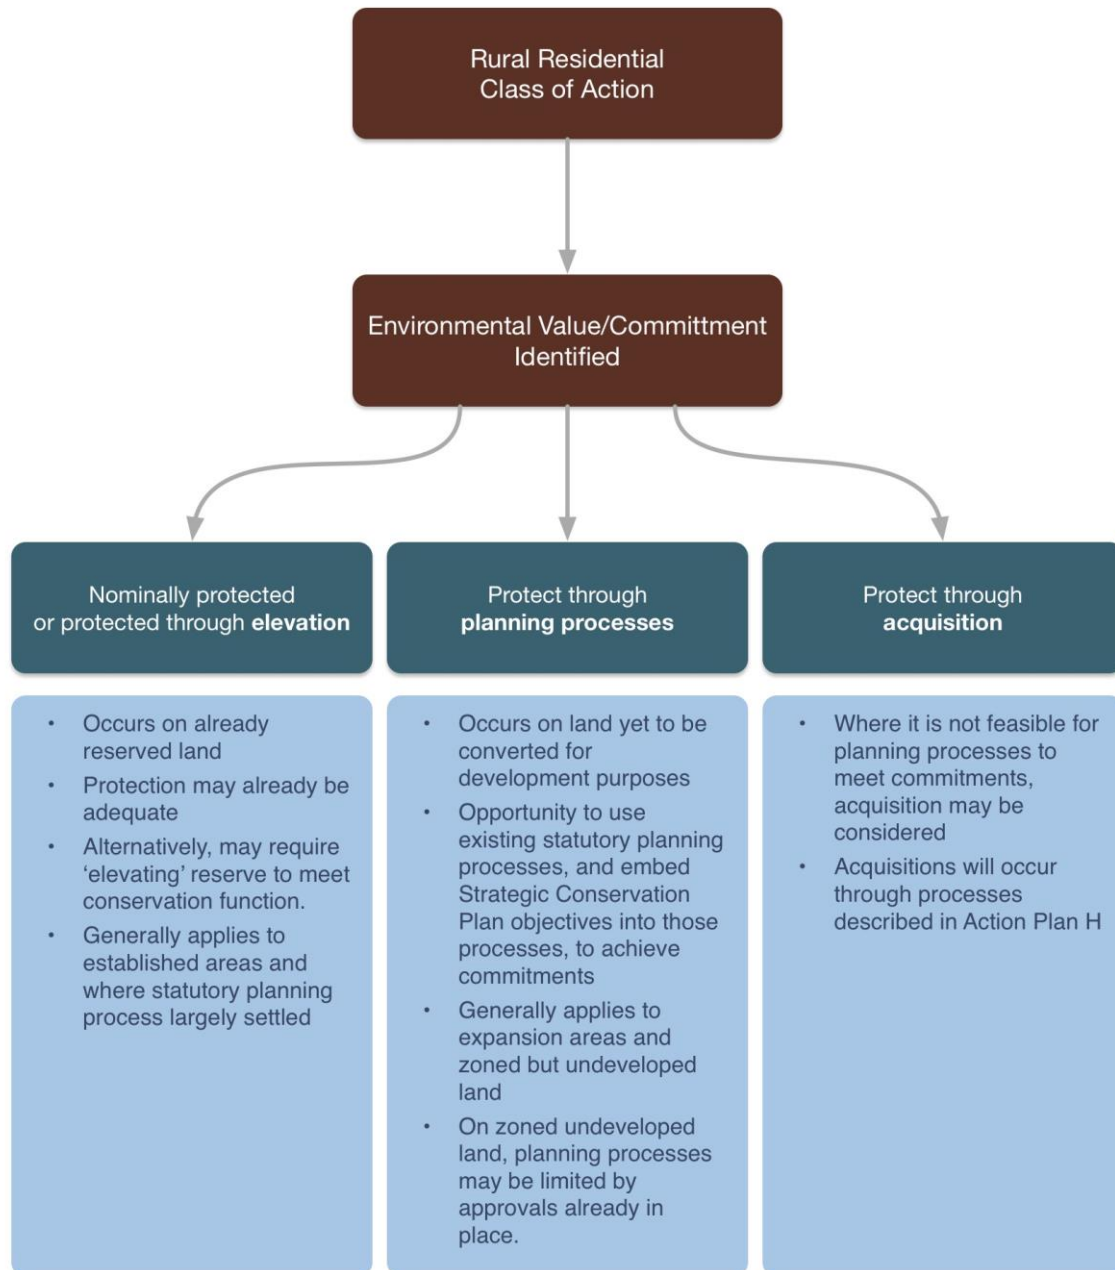 Rural Residential
Class of Action
Environmental Value/Committment
Identified
Nominally protected
or protected through elevation
• Occurs on already
reserved land
• Protection may already be
adequate
• Alternatively, may require
‘elevating’ reserve to meet
conservation function.
• Generally applies to
established areas and
where statutory planning
process largely settled
Protect through
planning processes
• Occurs on land yet to be
converted for
development purposes
• Opportunity to use
existing statutory planning
processes, and embed
Strategic Conservation
Plan objectives into those
processes, to achieve
commitments
• Generally applies to
expansion areas and
zoned but undeveloped
land
• On zoned undeveloped
land, planning processes
may be limited by
approvals already in
place.
Protect through
acquisition
• Where it is not feasible for
planning processes to
meet commitments,
acquisition may be
considered
• Acquisitions will occur
through processes
described in Action Plan H